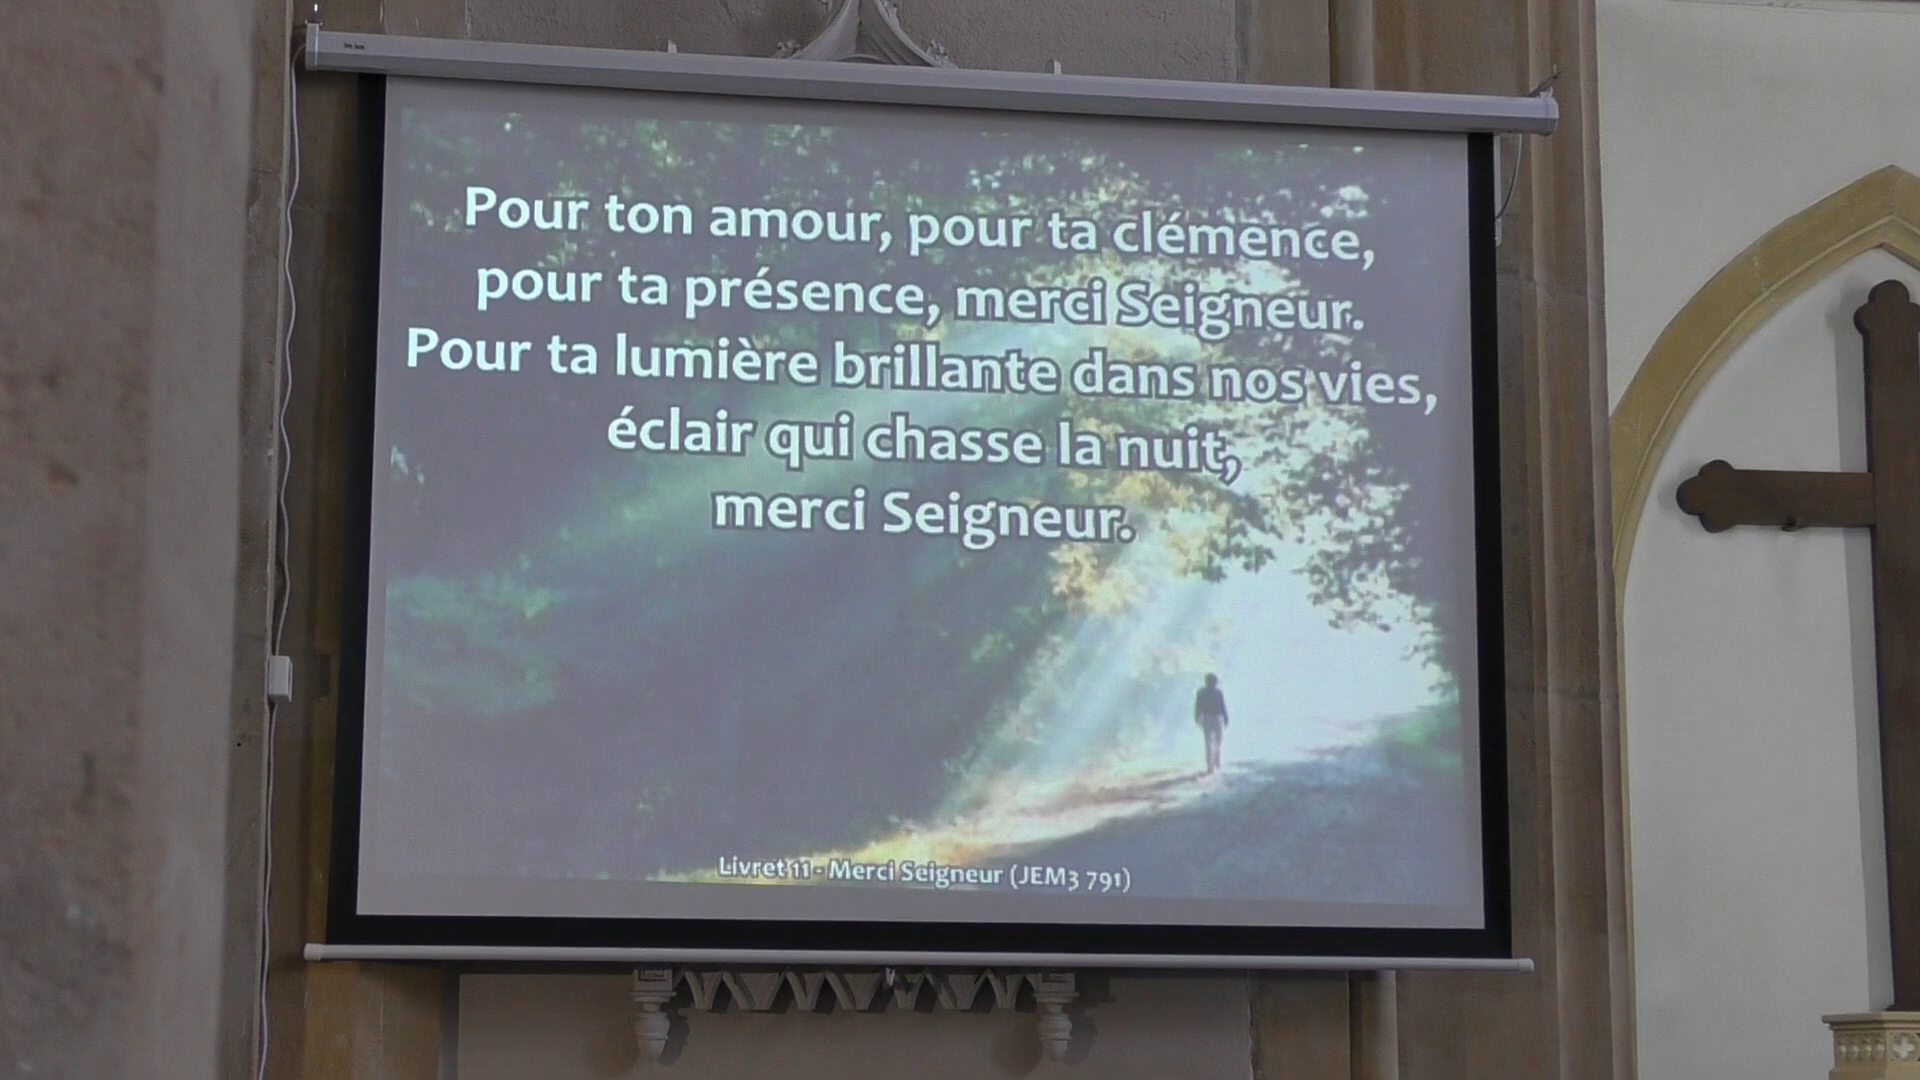 Pour ton amour, pour ta clémence,
pour ta présence, merci Seigneur.
Pour ta lumière brillante dans nos vies,
éclair qui chasse la nuit,
merci Seigneur.
Livret 11 - Merci Seigneur (JEM3 791)